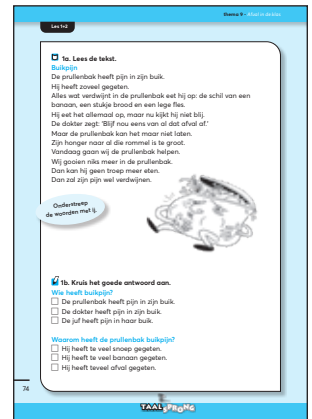 thema 5 – Afval in de klas
Les 1+2
1a. Lees de tekst.
Buikpijn
De prullenbak heeft pijn in zijn buik.
Hij heeft zoveel gegeten.
Alles wat verdwijnt in de prullenbak eet hij op: de schil van een
banaan, een stukje brood en een lege fles.
Hij eet het allemaal op, maar nu kijkt hij niet blij.
De dokter zegt: ‘Blijf nou eens van al dat afval af.’
Maar de prullenbak kan het maar niet laten.
Zijn honger naar al die rommel is te groot.
Vandaag gaan wij de prullenbak helpen.
Wij gooien niks meer in de prullenbak.
Dan kan hij geen troep meer eten.
Dan zal zijn pijn wel verdwijnen.
Onderstreep
de woorden met ij.
1b. Kruis het goede antwoord aan.
Wie heeft buikpijn?
De prullenbak heeft pijn in zijn buik.
De dokter heeft pijn in zijn buik.
De juf heeft pijn in haar buik.
Waarom heeft de prullenbak buikpijn?
Hij heeft te veel snoep gegeten.
Hij heeft te veel banaan gegeten.
Hij heeft teveel afval gegeten.
74
TAALSPRONG